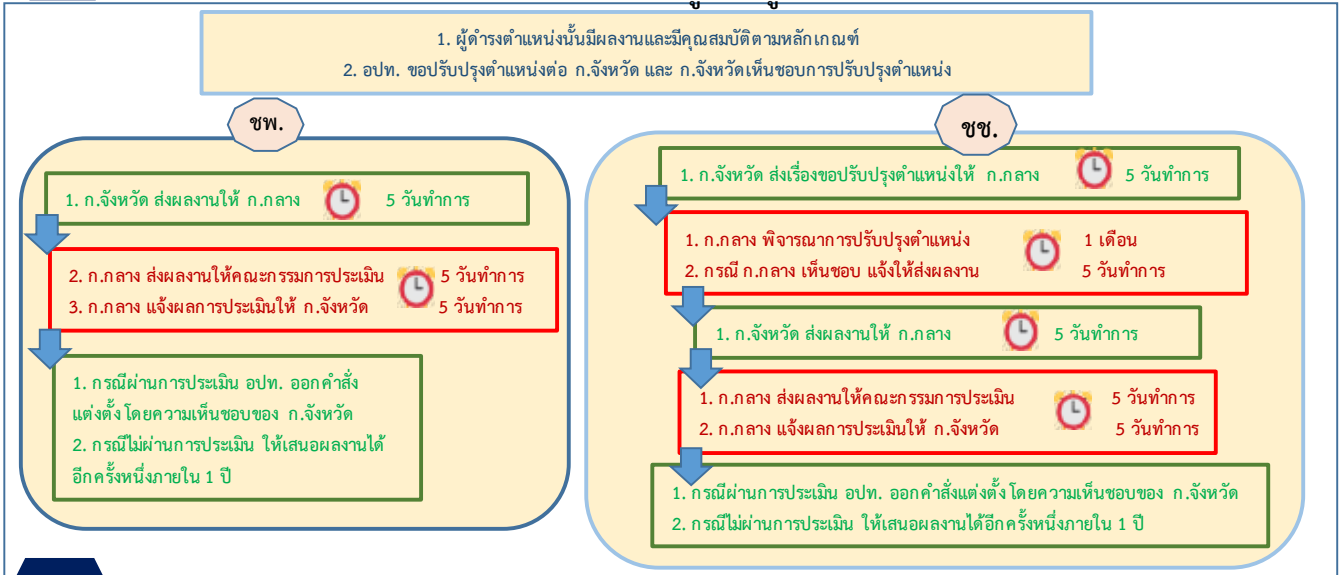 1. ผู้ดำรงตำแหน่งนั้นมีผลงานและมีคุณสมบัติตามหลักเกณฑ์
2. อปท. ขอปรับปรุงตำแหน่งต่อ ก.จังหวัด และ ก.จังหวัดเห็นชอบการปรับปรุงตำแหน่ง
ชพ.
1. ก.จังหวัด ส่งผลงานให้ ก.กลาง 5 วันทำการ
2. ก.กลาง ส่งผลงานให้คณะกรรมการประเมิน 5 วันทำการ
3. ก.กลาง แจ้งผลการประเมินให้ ก.จังหวัด 5 วันทำการ
1. กรณีผ่านการประเมิน อปท. ออกคำสั่ง
แต่งตั้ง โดยความเห็นชอบของ ก.จังหวัด
2. กรณีไม่ผ่านการประเมิน ให้เสนอผลงานได้
อีกครั้งหนึ่งภายใน 1 ปี
ชช.
1. ก.จังหวัด ส่งเรื่องขอปรับปรุงตำแหน่งให้ ก.กลาง 5 วันทำการ
1. ก.กลาง พิจารณาการปรับปรุงตำแหน่ง 1 เดือน
2. กรณี ก.กลาง เห็นชอบ แจ้งให้ส่งผลงาน 5 วันทำการ
1. ก.จังหวัด ส่งผลงานให้ ก.กลาง 5 วันทำการ
1. ก.กลาง ส่งผลงานให้คณะกรรมการประเมิน 5 วันทำการ
2. ก.กลาง แจ้งผลการประเมินให้ ก.จังหวัด 5 วันทำการ
1. กรณีผ่านการประเมิน อปท. ออกคำสั่งแต่งตั้ง โดยความเห็นชอบของ ก.จังหวัด
2. กรณีไม่ผ่านการประเมิน ให้เสนอผลงานได้อีกครั้งหนึ่งภายใน 1 ปี